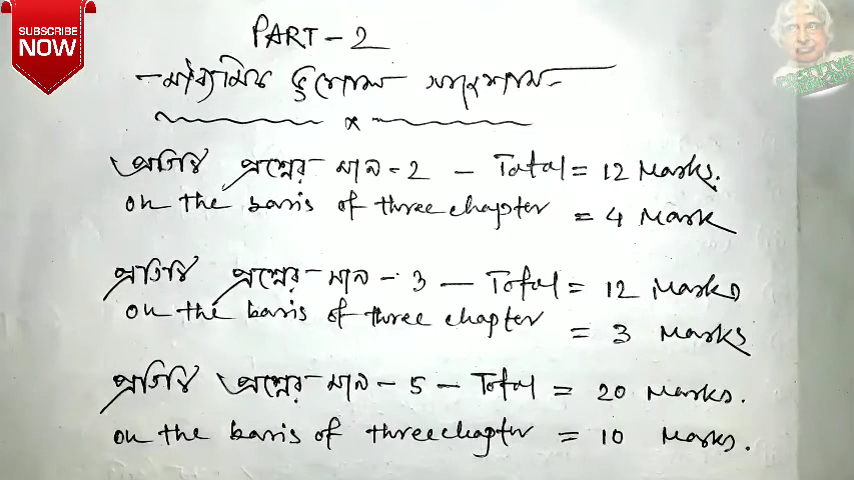 SUBSCRIBE
NOW
PART - 2
মাধ্যমিক ভূগোল
প্রতিটি প্রশ্নের মান - 2 - Total = 12 Marks.
on the basis of three chapter = 4 Mark
প্রতিটি প্রশ্নের মান - 3 - Total = 12 Marks
on the basis of three chapter = 3 Marks
প্রতিটি প্রশ্নের মান - 5 - Total = 20 Marks.
on the basis of three chapter = 10 Marks.
POSITIVE